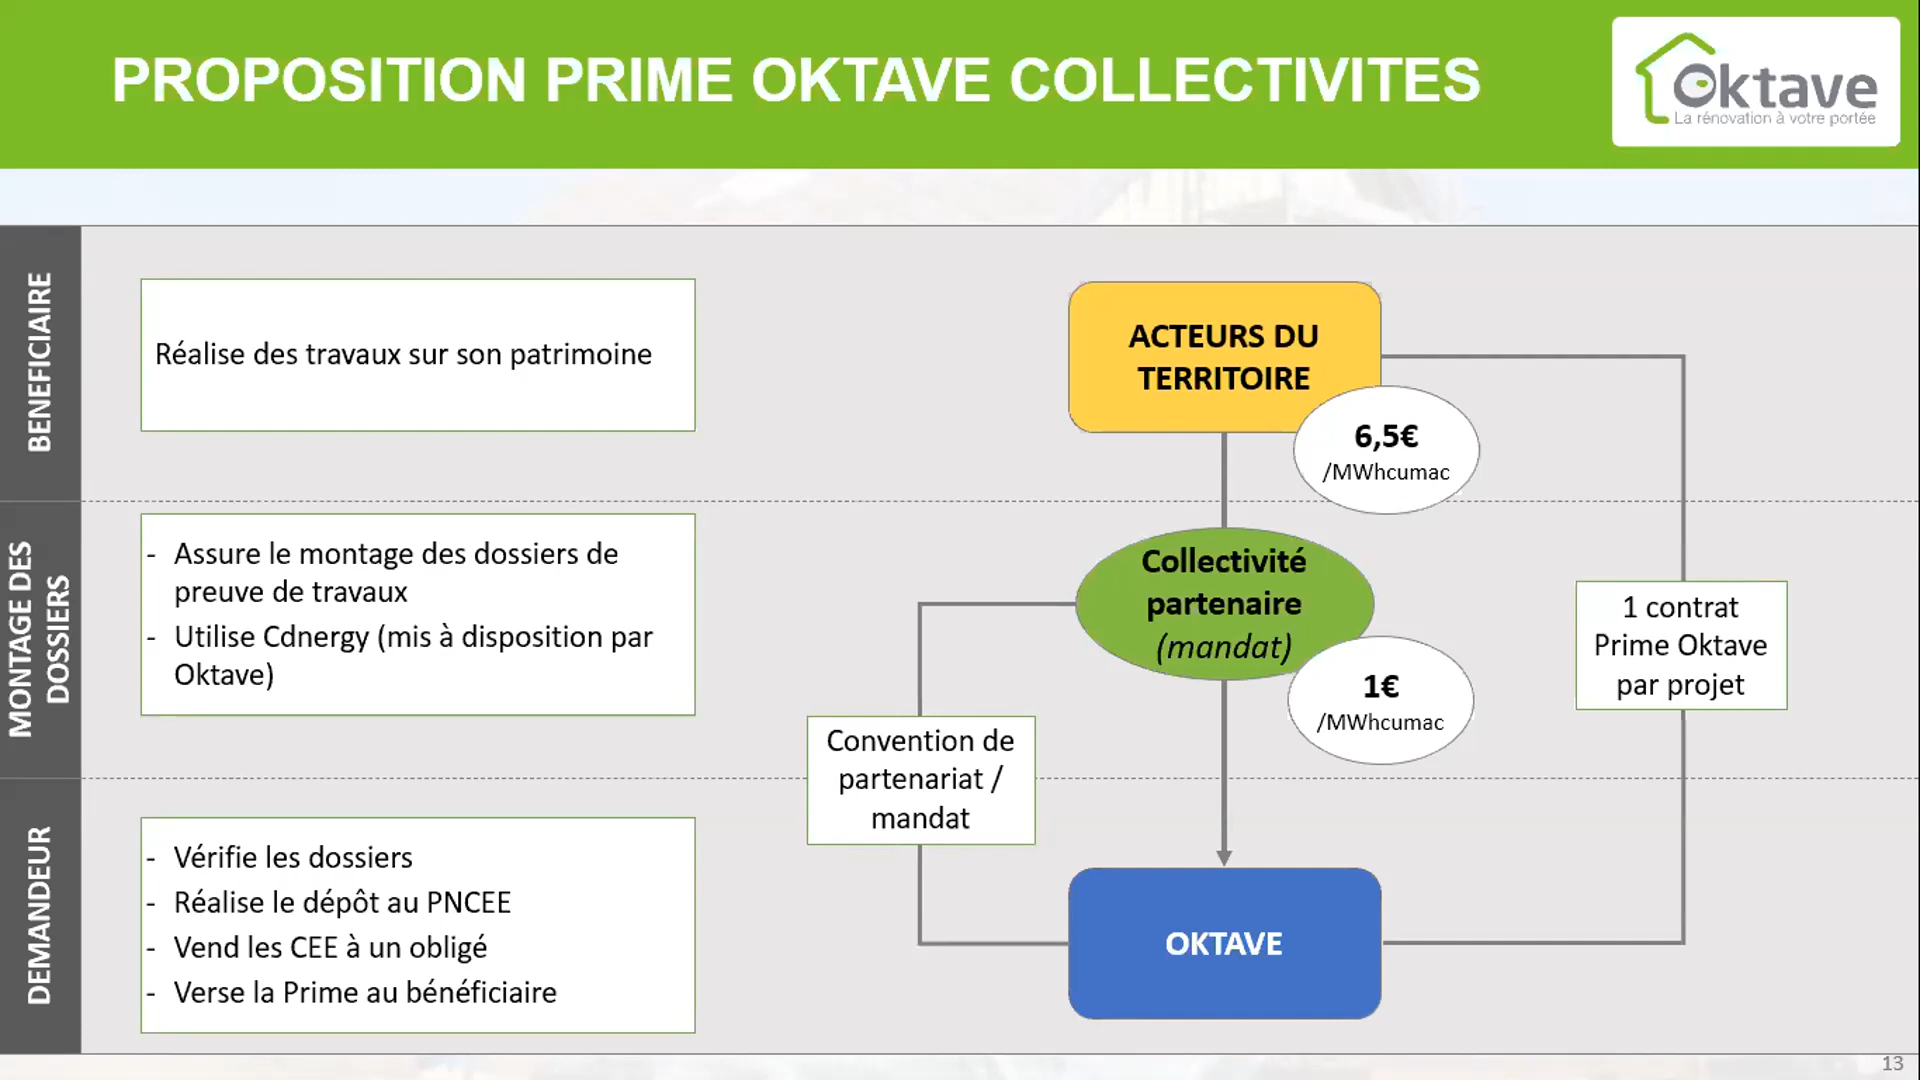 PROPOSITION PRIME OKTAVE COLLECTIVITES
Oktave
La rénovation à votre portée
BENEFICIAIRE
Réalise des travaux sur son patrimoine
ACTEURS DU
TERRITOIRE
6,5€
/MWhcumac
MONTAGE DES
DOSSIERS
- Assure le montage des dossiers de
preuve de travaux
- Utilise Cdnergy (mis à disposition par
Oktave)
Collectivité
partenaire
(mandat)
1€
/MWhcumac
1 contrat
Prime Oktave
par projet
Convention de
partenariat /
mandat
DEMANDEUR
- Vérifie les dossiers
- Réalise le dépôt au PNCEE
- Vend les CEE à un obligé
- Verse la Prime au bénéficiaire
OKTAVE
13